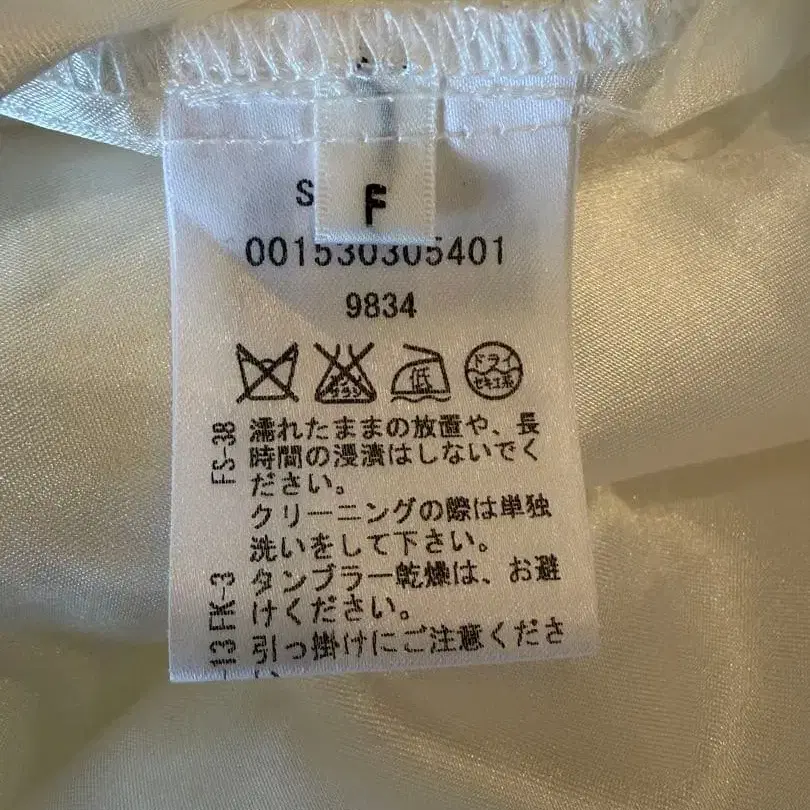 S
F
001530305401
9834
低
ドライ
セキユ系
FS-38
濡れたままの放置や、長
時間の浸漬はしないでく
ださい。
クリーニングの際は単独
洗いをして下さい。
13FK-3
タンブラー乾燥は、お避
けください。
引っ掛けにご注意くださ